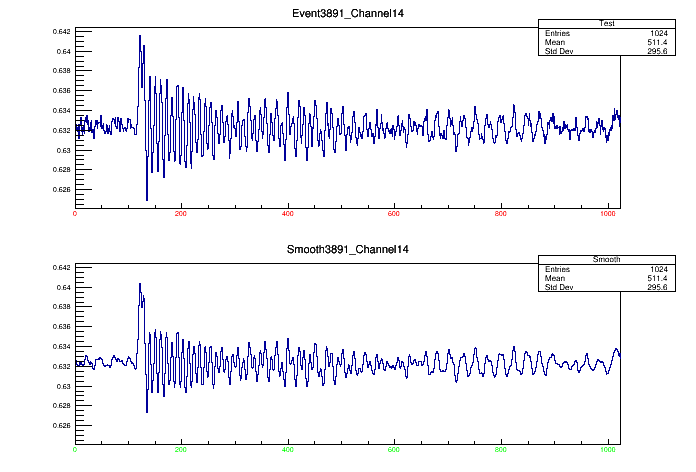 Event3891_Channel14
Test
Entries 1024
Mean 511.4
Std Dev 295.6
0.642
0.64
0.638
0.636
0.634
0.632
0.63
0.628
0.626
0 200 400 600 800 1000
Smooth3891_Channel14
Smooth
Entries 1024
Mean 511.4
Std Dev 295.6
0.642
0.64
0.638
0.636
0.634
0.632
0.63
0.628
0.626
0 200 400 600 800 1000